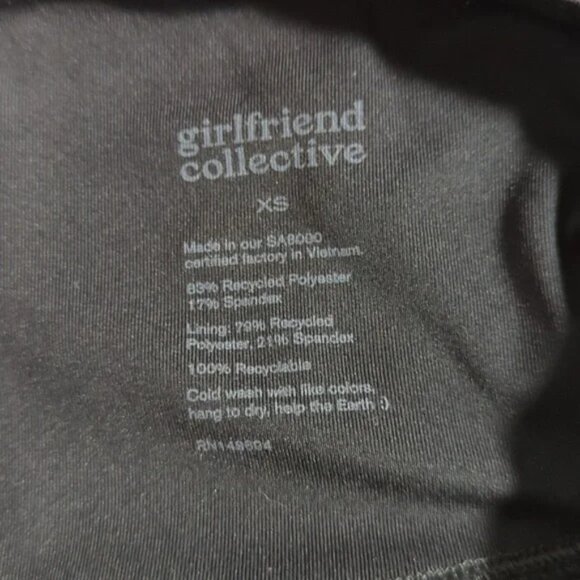 girlfriend
collective
XS
Made in our SA8000
certified factory in Vietnam.
83% Recycled Polyester
17% Spandex
Lining: 79% Recycled
Polyester, 21% Spandex
100% Recyclable
Cold wash with like colors,
hang to dry, help the Earth :)
RN149604